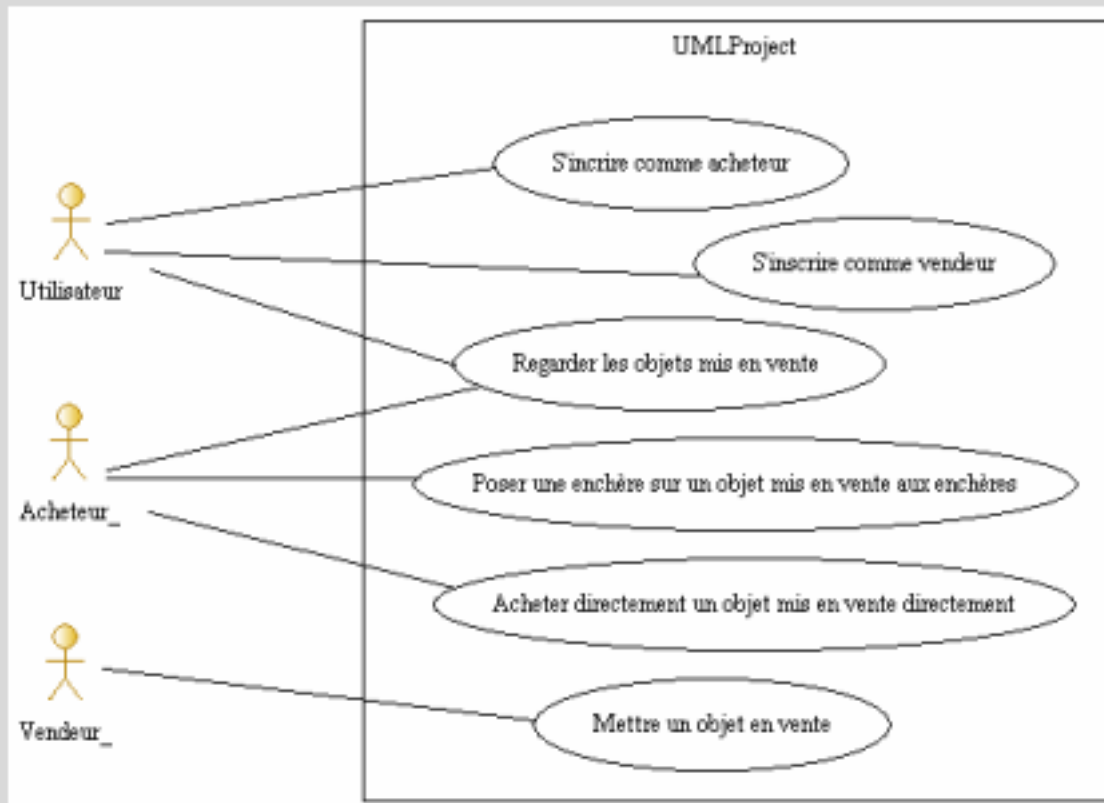 UMLProject
S'incrire comme acheteur
Utilisateur
S'inscrire comme vendeur
Regarder les objets mis en vente
Acheteur_
Poser une enchère sur un objet mis en vente aux enchères
Acheter directement un objet mis en vente directement
Vendeur_
Mettre un objet en vente